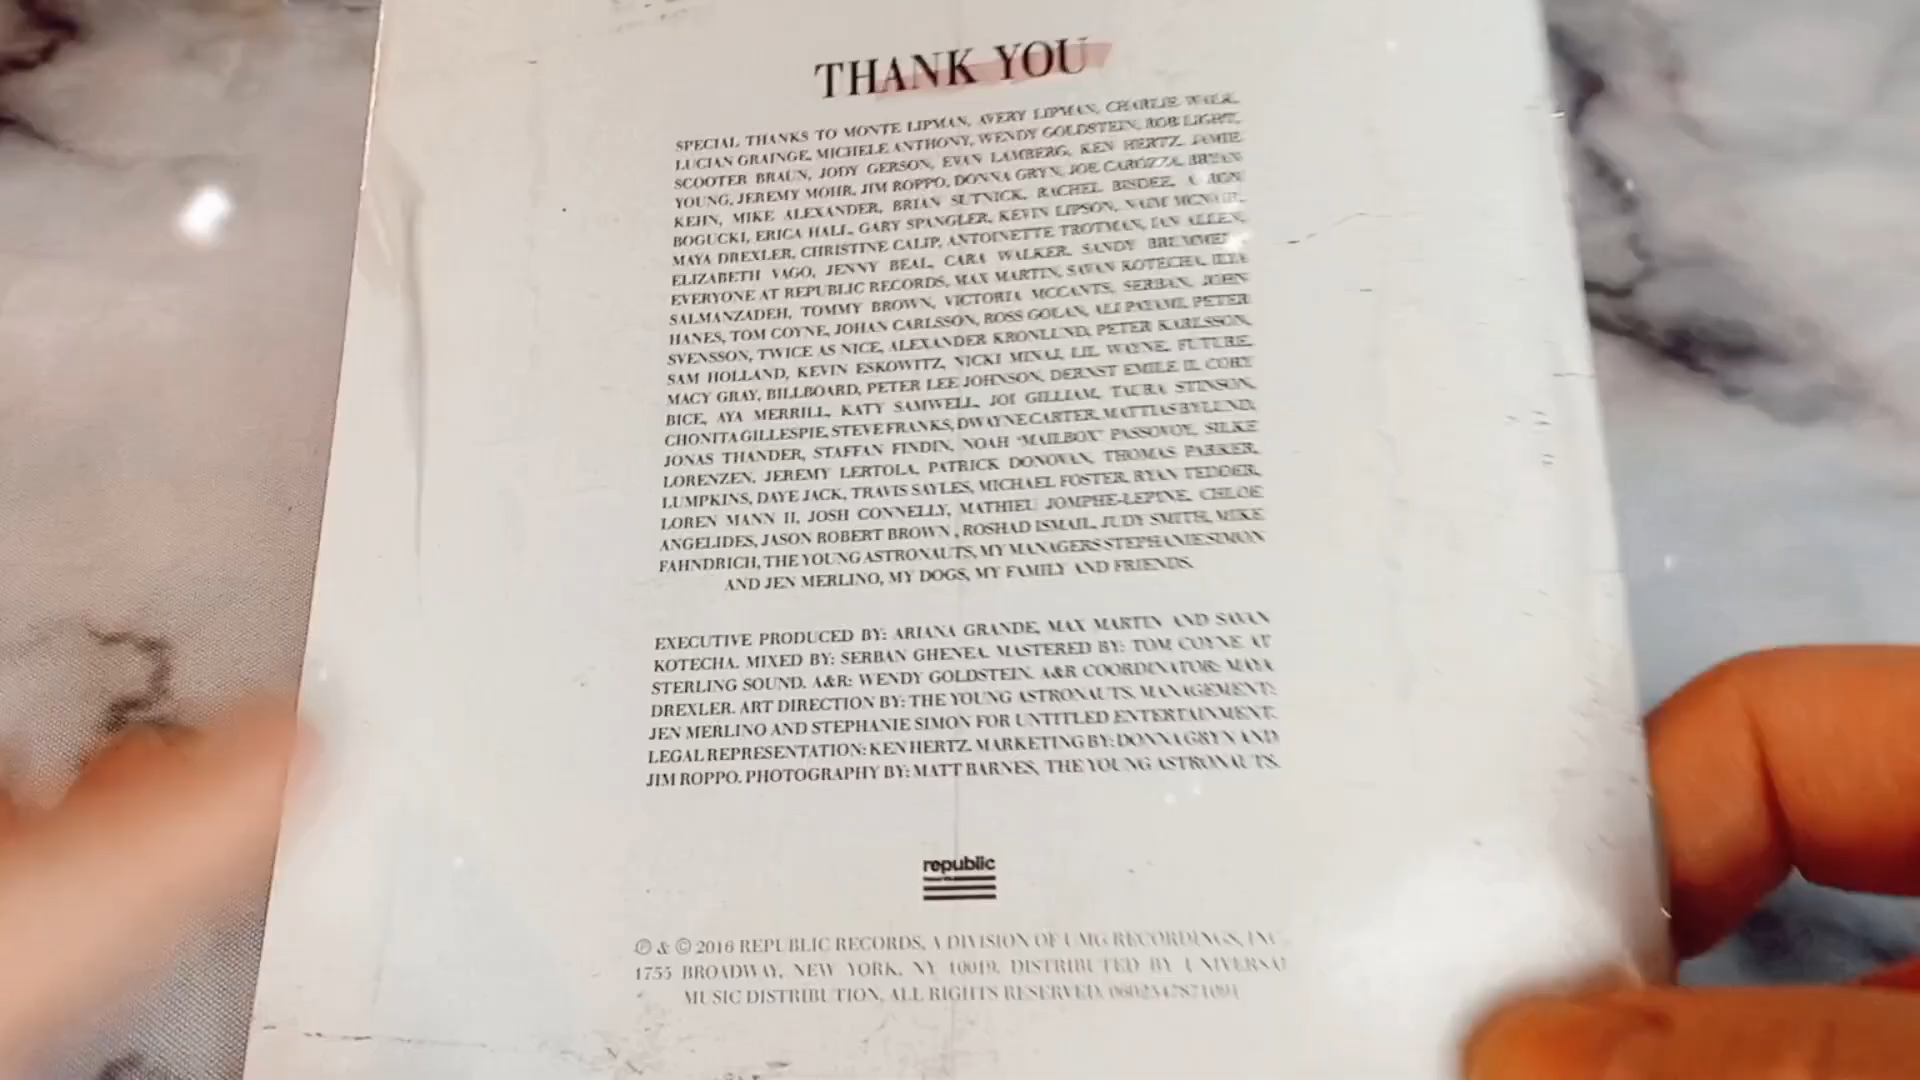 THANK YOU
SPECIAL THANKS TO MONTE LIPMAN, AVERY LIPMAN, CHARLIE WALK,
LUCIAN GRAINGE, MICHELE ANTHONY, WENDY GOLDSTEIN, ROB LIGHT,
SCOOTER BRAUN, JODY GERSON, EVAN LAMBERG, KEN HERTZ, JAMIE
YOUNG, JEREMY MOHR, JIM ROPPO, DONNA GRYN, JOE CAROZZA, BRYAN
KEHN, MIKE ALEXANDER, BRIAN SUTNICK, RACHEL BISDEE,
BOGUCKI, ERICA HALL, GARY SPANGLER, KEVIN LIPSON, NAIM MCNAIR,
MAYA DREXLER, CHRISTINE CALIP, ANTOINETTE TROTMAN, IAN ALLEN,
ELIZABETH VAGO, JENNY BEAL, CARA WALKER, SANDY
EVERYONE AT REPUBLIC RECORDS, MAX MARTIN, SAVAN KOTECHA, ILYA
SALMANZADEH, TOMMY BROWN, VICTORIA MCCANTS, SERBAN, JOHN
HANES, TOM COYNE, JOHAN CARLSSON, ROSS GOLAN, ALI PAYAMI, PETER
SVENSSON, TWICE AS NICE, ALEXANDER KRONLUND, PETER KARLSSON,
SAM HOLLAND, KEVIN ESKOWITZ, NICKI MINAJ, LIL WAYNE, FUTURE,
MACY GRAY, BILLBOARD, PETER LEE JOHNSON, DERNST EMILE II, CORY
BICE, AYA MERRILL, KATY SAMWELL, JOI GILLIAM, TAURA STINSON,
CHONITA GILLESPIE, STEVE FRANKS, DWAYNE CARTER, MATTIAS BYLUND,
JONAS THANDER, STAFFAN FINDIN, NOAH "MAILBOX" PASSOVOY, SILKE
LORENZEN, JEREMY LERTOLA, PATRICK DONOVAN, THOMAS PARKER,
LUMPKINS, DAYE JACK, TRAVIS SAYLES, MICHAEL FOSTER, RYAN TEDDER,
LOREN MANN II, JOSH CONNELLY, MATHIEU JOMPHE-LEPINE, CHLOE
ANGELIDES, JASON ROBERT BROWN , ROSHAD ISMAIL, JUDY SMITH, MIKE
FAHNDRICH, THE YOUNG ASTRONAUTS, MY MANAGERS STEPHANIE SIMON
AND JEN MERLINO, MY DOGS, MY FAMILY AND FRIENDS.
EXECUTIVE PRODUCED BY: ARIANA GRANDE, MAX MARTIN AND SAVAN
KOTECHA. MIXED BY: SERBAN GHENEA. MASTERED BY: TOM COYNE AT
STERLING SOUND. A&R: WENDY GOLDSTEIN. A&R COORDINATOR: MAYA
DREXLER. ART DIRECTION BY: THE YOUNG ASTRONAUTS. MANAGEMENT:
JEN MERLINO AND STEPHANIE SIMON FOR UNTITLED ENTERTAINMENT.
LEGAL REPRESENTATION: KEN HERTZ. MARKETING BY: DONNA GRYN AND
JIM ROPPO. PHOTOGRAPHY BY: MATT BARNES, THE YOUNG ASTRONAUTS.
republic
℗ & © 2016 REPUBLIC RECORDS, A DIVISION OF UMG RECORDINGS, INC.
1755 BROADWAY, NEW YORK, NY 10019. DISTRIBUTED BY UNIVERSAL
MUSIC DISTRIBUTION, ALL RIGHTS RESERVED.